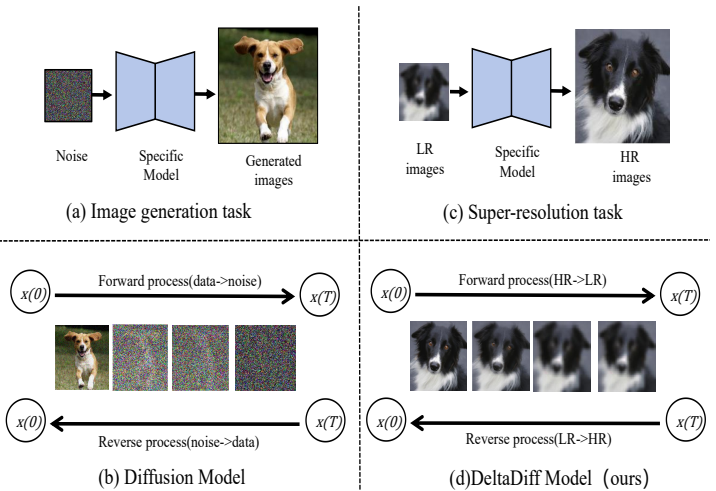 Noise
Specific
Model
Generated
images
(a) Image generation task
LR
images
Specific
Model
HR
images
(c) Super-resolution task
x(0)
Forward process(data->noise)
x(T)
x(0)
Reverse process(noise->data)
x(T)
(b) Diffusion Model
x(0)
Forward process(HR->LR)
x(T)
x(0)
Reverse process(LR->HR)
x(T)
(d)DeltaDiff Model（ours）